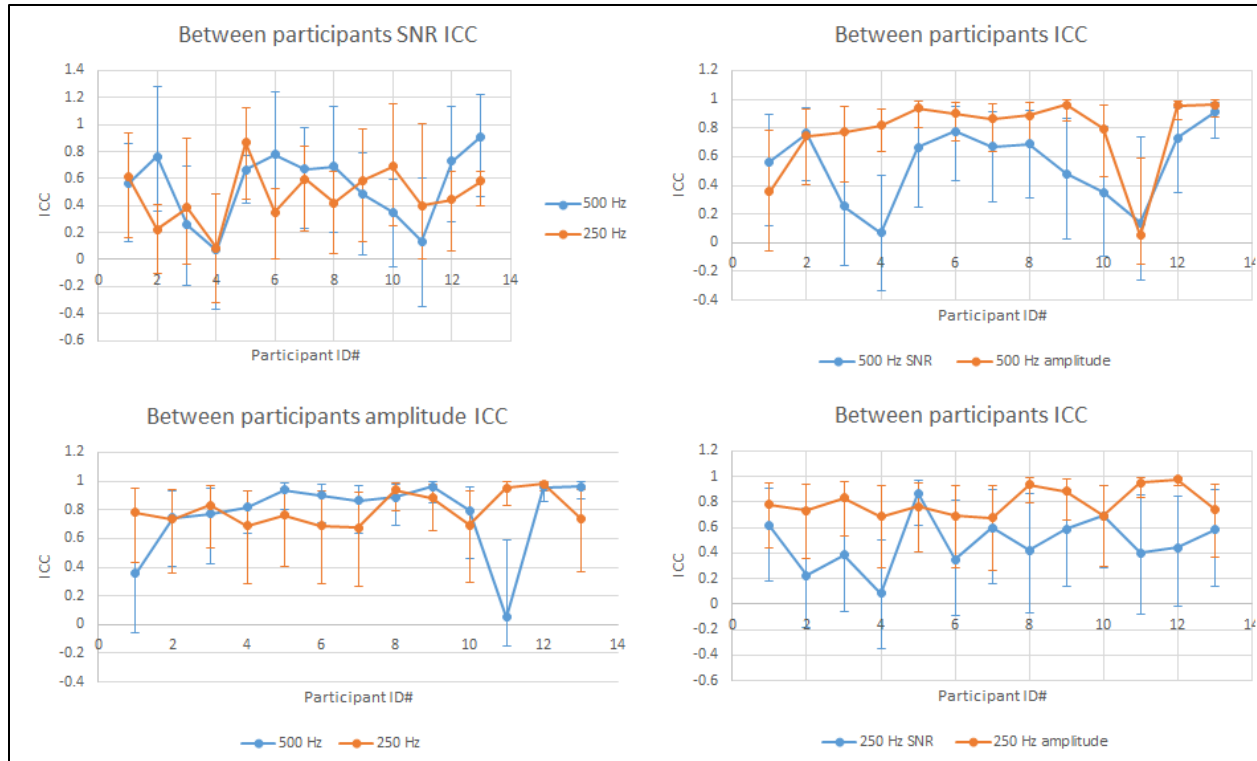 Between participants SNR ICC
1.4
1.2
1
0.8
0.6
0.4
0.2
0
-0.2
-0.4
-0.6
ICC
0 2 4 6 8 10 12 14
Participant ID#
500 Hz
250 Hz
Between participants ICC
1.2
1
0.8
0.6
0.4
0.2
0
-0.2
-0.4
ICC
0 2 4 6 8 10 12 14
Participant ID#
500 Hz SNR 500 Hz amplitude
Between participants amplitude ICC
1.2
1
0.8
0.6
0.4
0.2
0
-0.2
-0.4
ICC
0 2 4 6 8 10 12 14
Participant ID#
500 Hz 250 Hz
Between participants ICC
1.2
1
0.8
0.6
0.4
0.2
0
-0.2
-0.4
-0.6
ICC
0 2 4 6 8 10 12 14
Participant ID#
250 Hz SNR 250 Hz amplitude